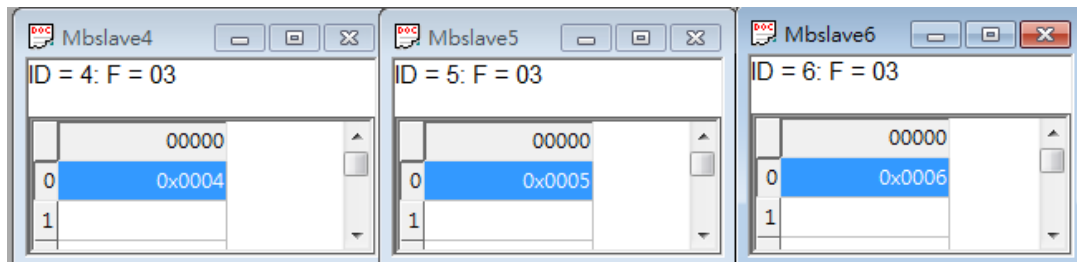 Mbslave4
ID = 4: F = 03
00000
0 0x0004
1
Mbslave5
ID = 5: F = 03
00000
0 0x0005
1
Mbslave6
ID = 6: F = 03
00000
0 0x0006
1